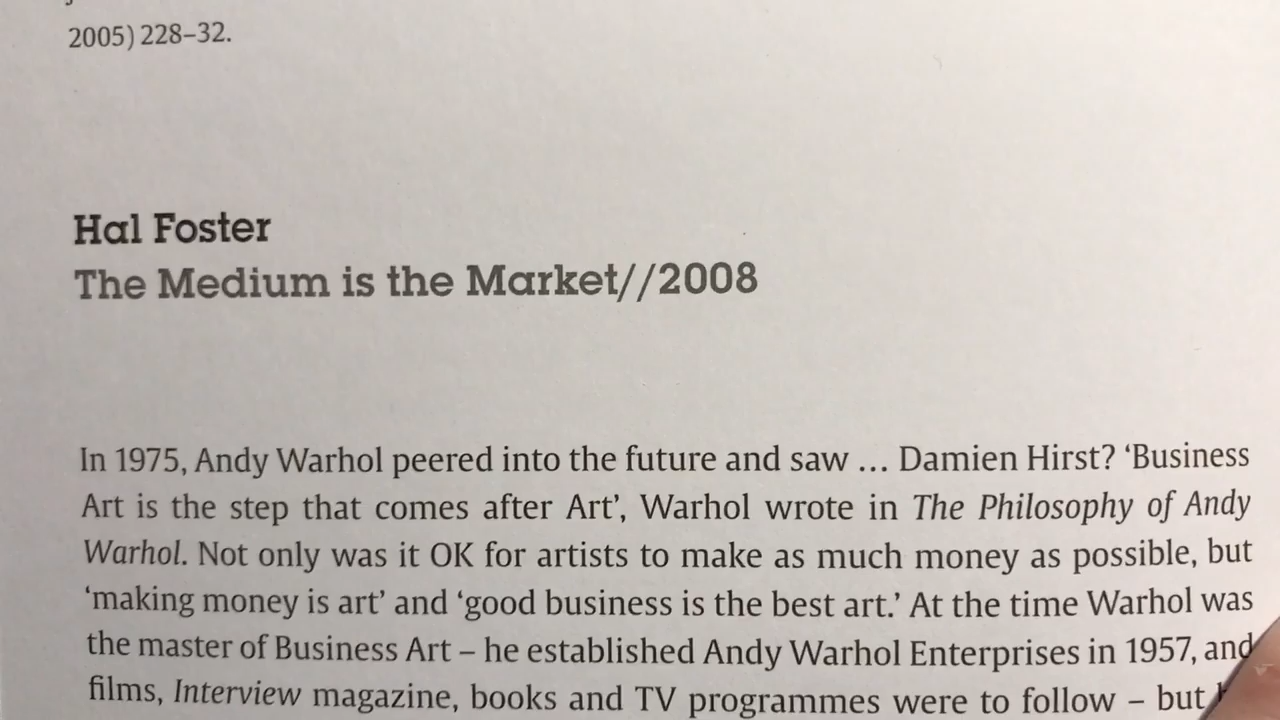 2005) 228–32.
Hal Foster
The Medium is the Market//2008
In 1975, Andy Warhol peered into the future and saw … Damien Hirst? ‘Business
Art is the step that comes after Art’, Warhol wrote in The Philosophy of Andy
Warhol. Not only was it OK for artists to make as much money as possible, but
‘making money is art’ and ‘good business is the best art.’ At the time Warhol was
the master of Business Art – he established Andy Warhol Enterprises in 1957, and
films, Interview magazine, books and TV programmes were to follow – but